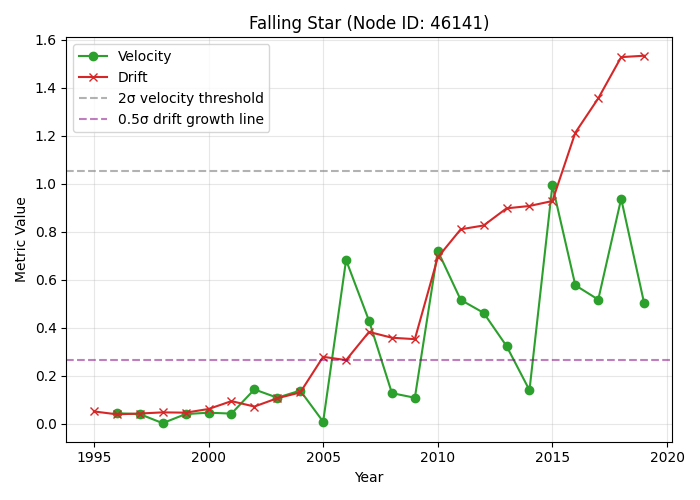 Falling Star (Node ID: 46141)
Velocity
Drift
2σ velocity threshold
0.5σ drift growth line
Metric Value
1.6
1.4
1.2
1.0
0.8
0.6
0.4
0.2
0.0
1995 2000 2005 2010 2015 2020
Year